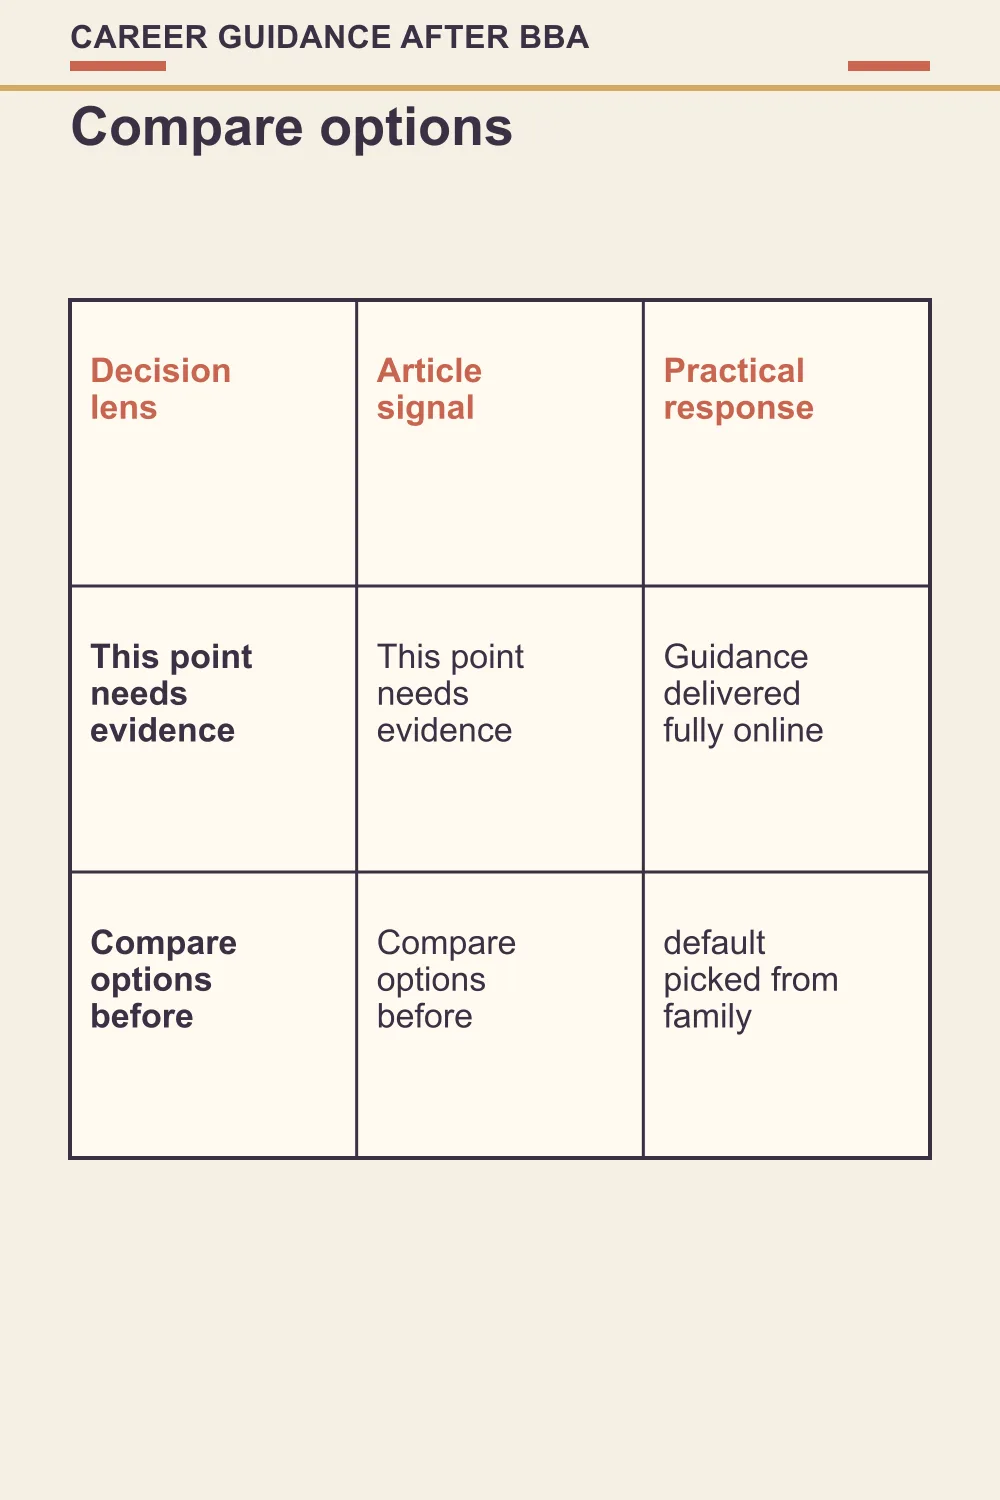 CAREER GUIDANCE AFTER BBA
Compare options
Decision
lens
Article
signal
Practical
response
This point
needs
evidence
This point
needs
evidence
Guidance
delivered
fully online
Compare
options
before
Compare
options
before
default
picked from
family